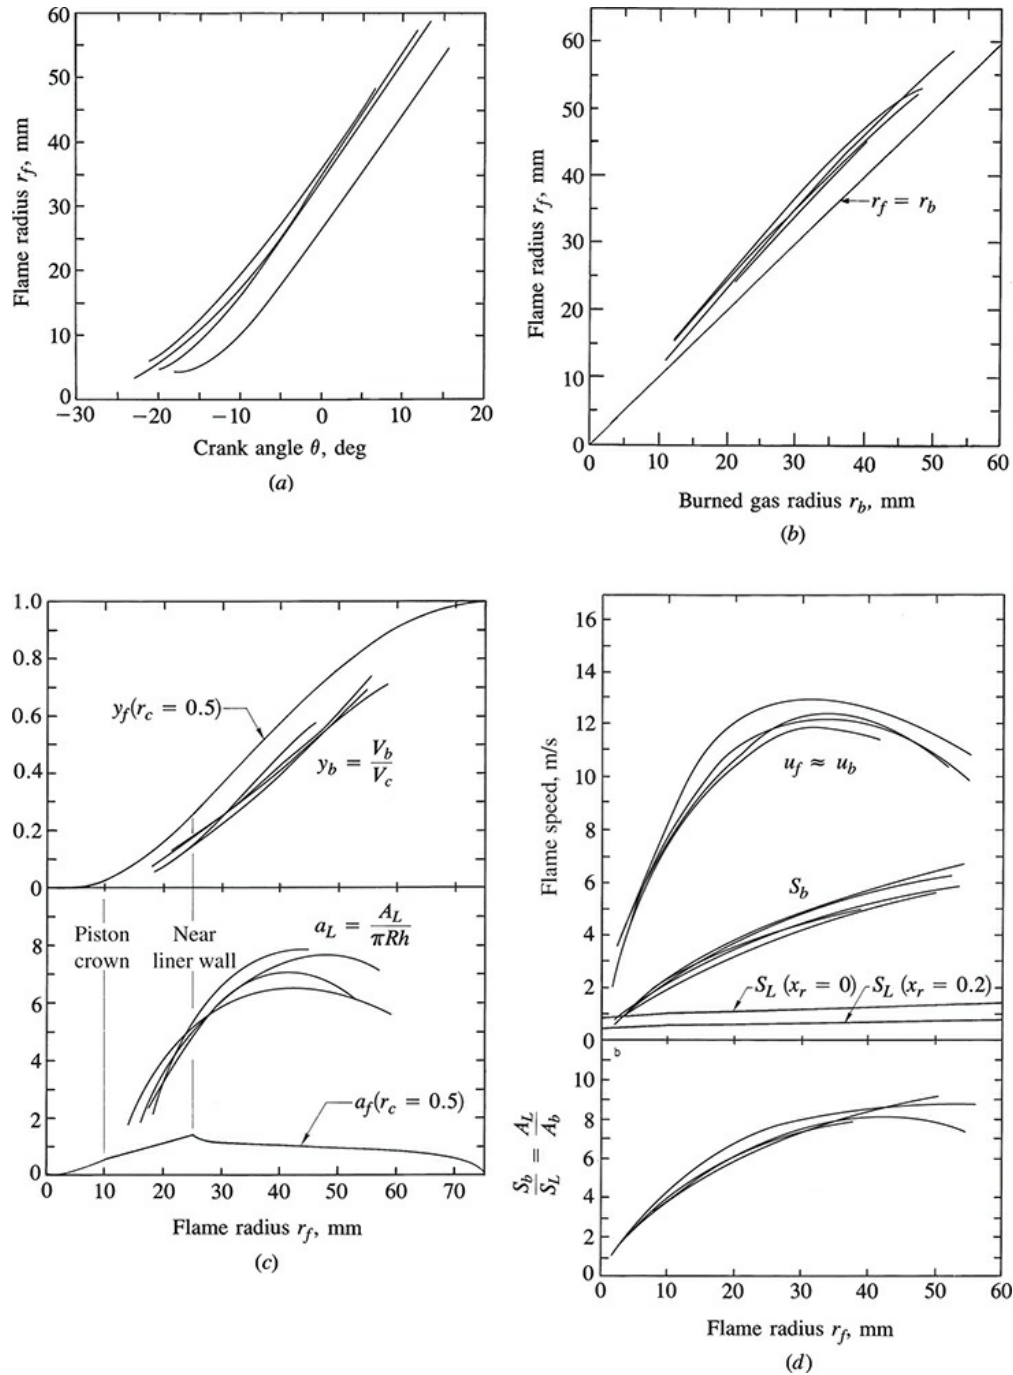 60
50
40
30
20
10
0
Flame radius r_f, mm
−30 −20 −10 0 10 20
Crank angle θ, deg
(a)
60
50
40
30
20
10
0
Flame radius r_f, mm
r_f = r_b
0 10 20 30 40 50 60
Burned gas radius r_b, mm
(b)
1.0
0.8
0.6
0.4
0.2
0
y_f(r_c = 0.5)
y_b = V_b/V_c
8
6
4
2
0
Piston
crown
Near
liner wall
a_L = A_L/πRh
a_f(r_c = 0.5)
0 10 20 30 40 50 60 70
Flame radius r_f, mm
(c)
16
14
12
10
8
6
4
2
0
Flame speed, m/s
u_f ≈ u_b
S_b
S_L (x_r = 0)
S_L (x_r = 0.2)
b
10
8
6
4
2
0
S_b/S_L = A_L/A_b
0 10 20 30 40 50 60
Flame radius r_f, mm
(d)